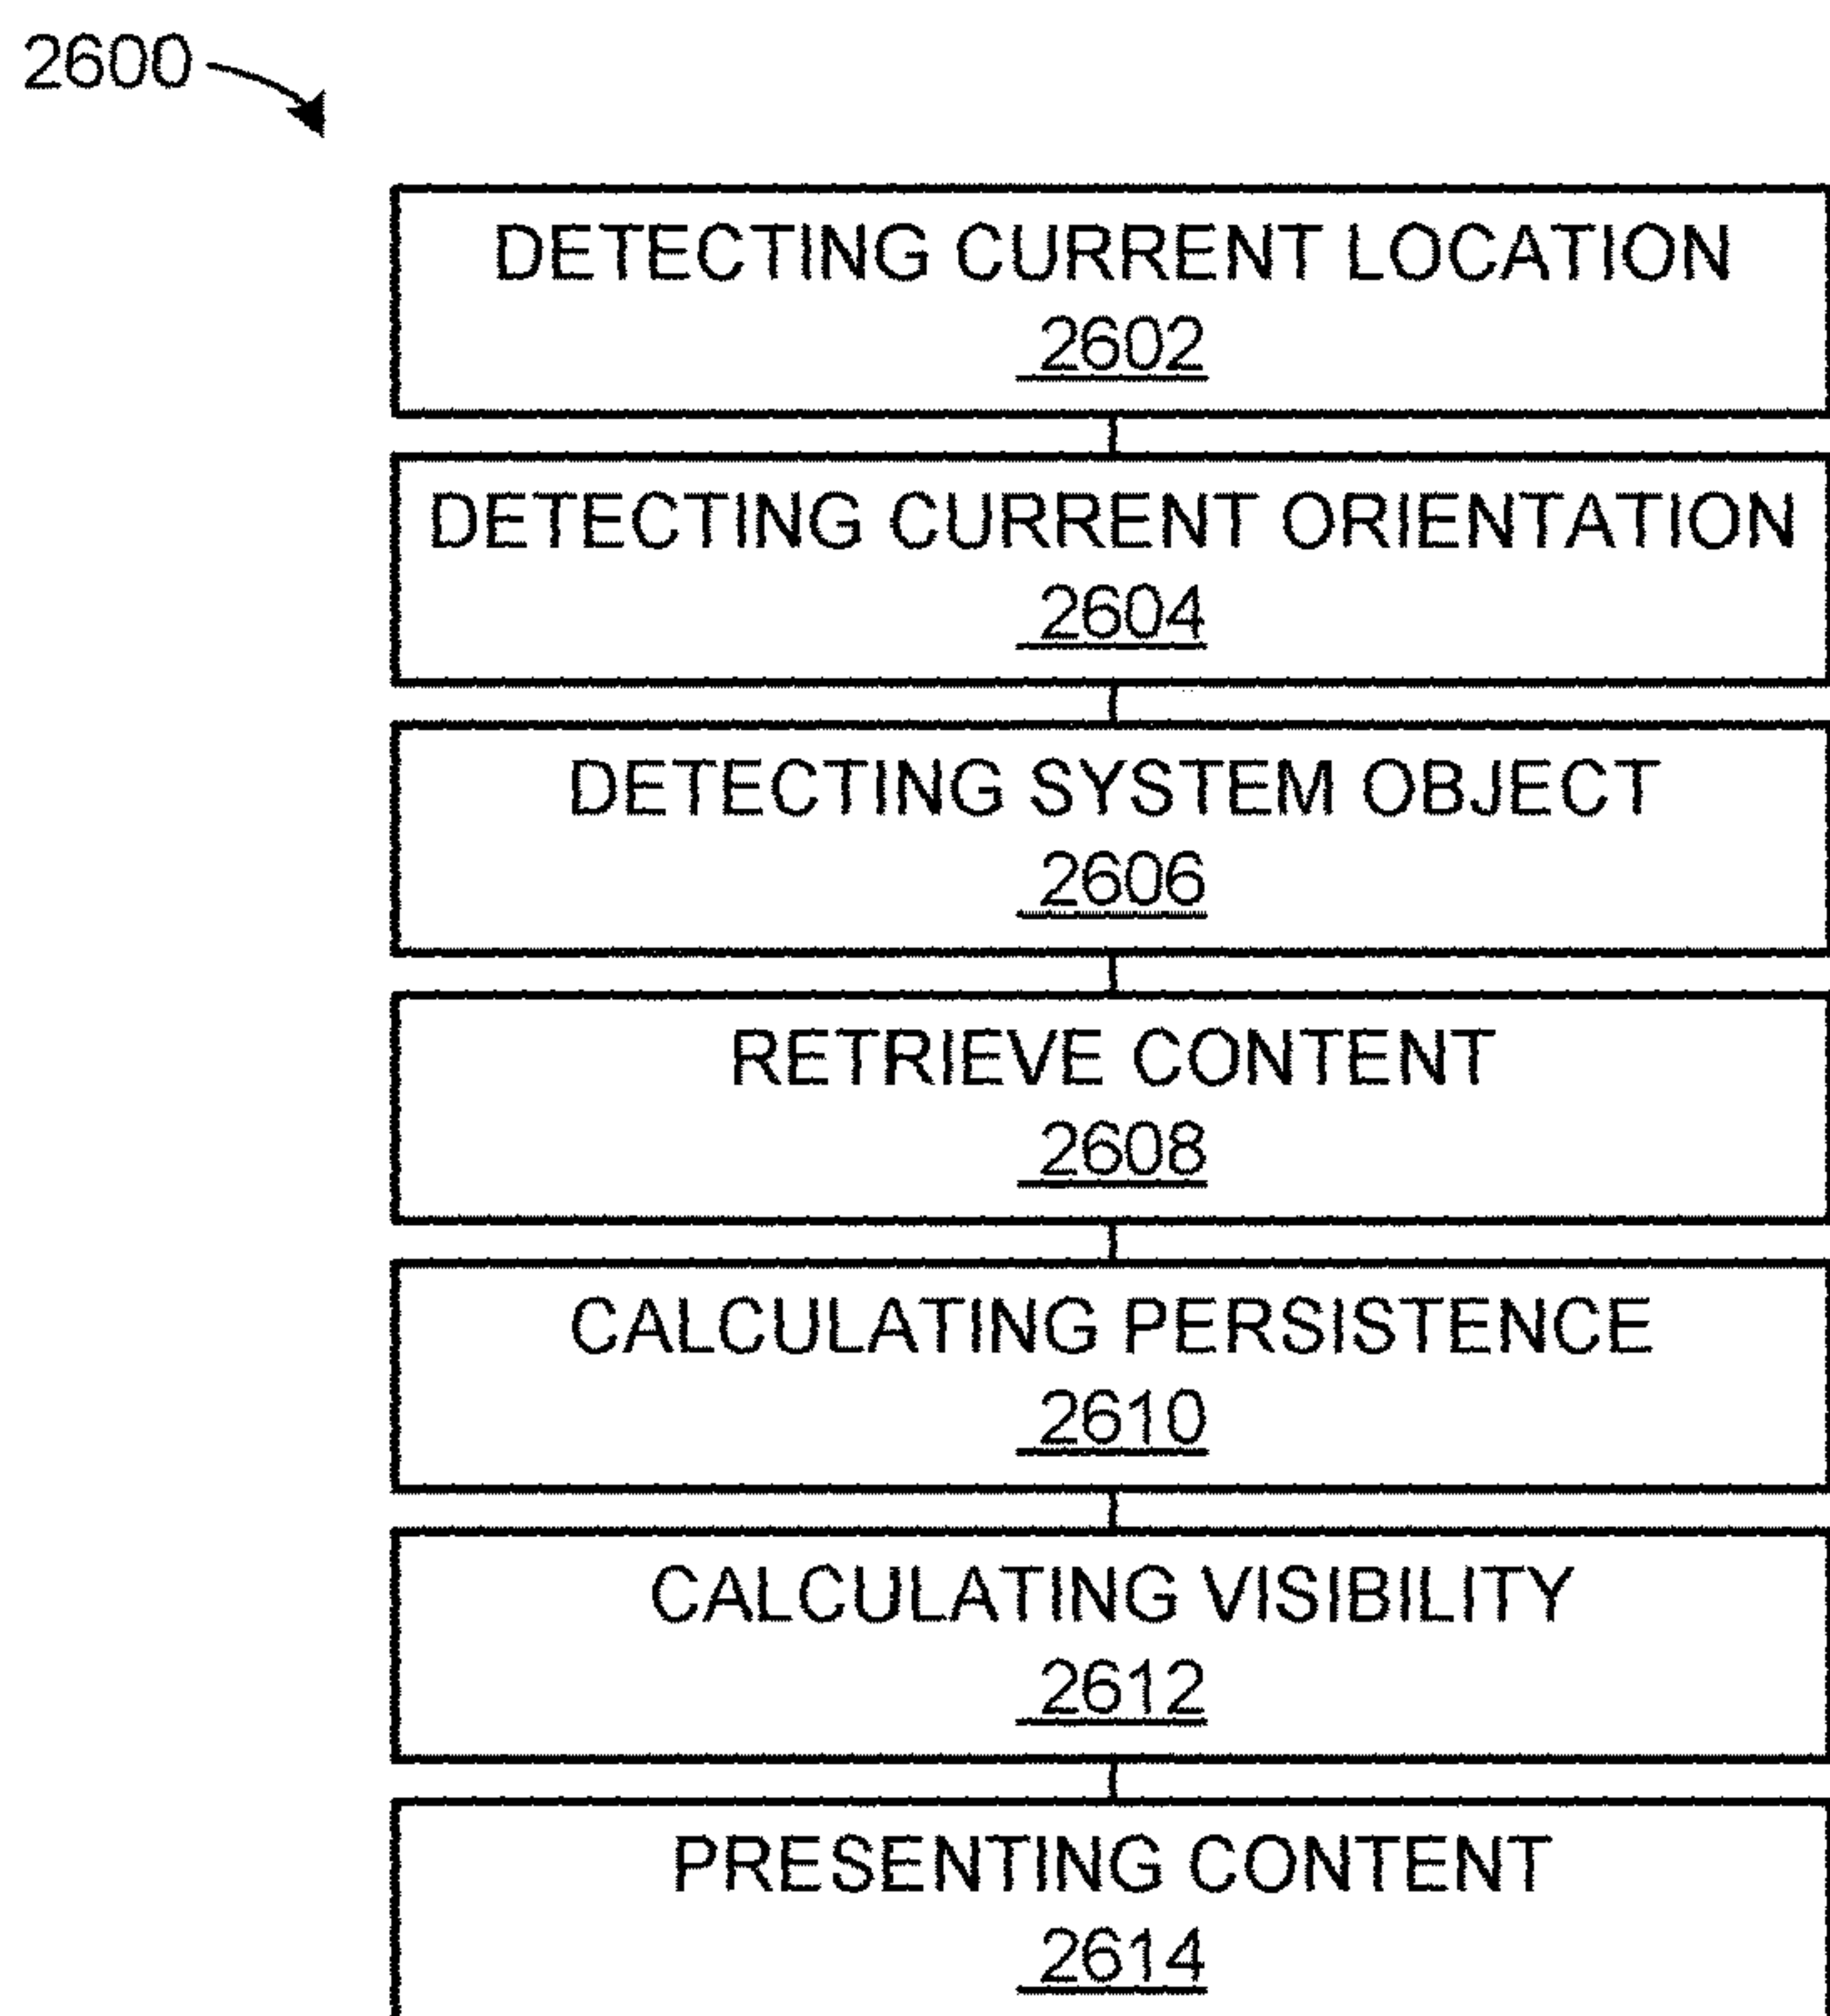 2600
DETECTING CURRENT LOCATION
2602
DETECTING CURRENT ORIENTATION
2604
DETECTING SYSTEM OBJECT
2606
RETRIEVE CONTENT
2608
CALCULATING PERSISTENCE
2610
CALCULATING VISIBILITY
2612
PRESENTING CONTENT
2614